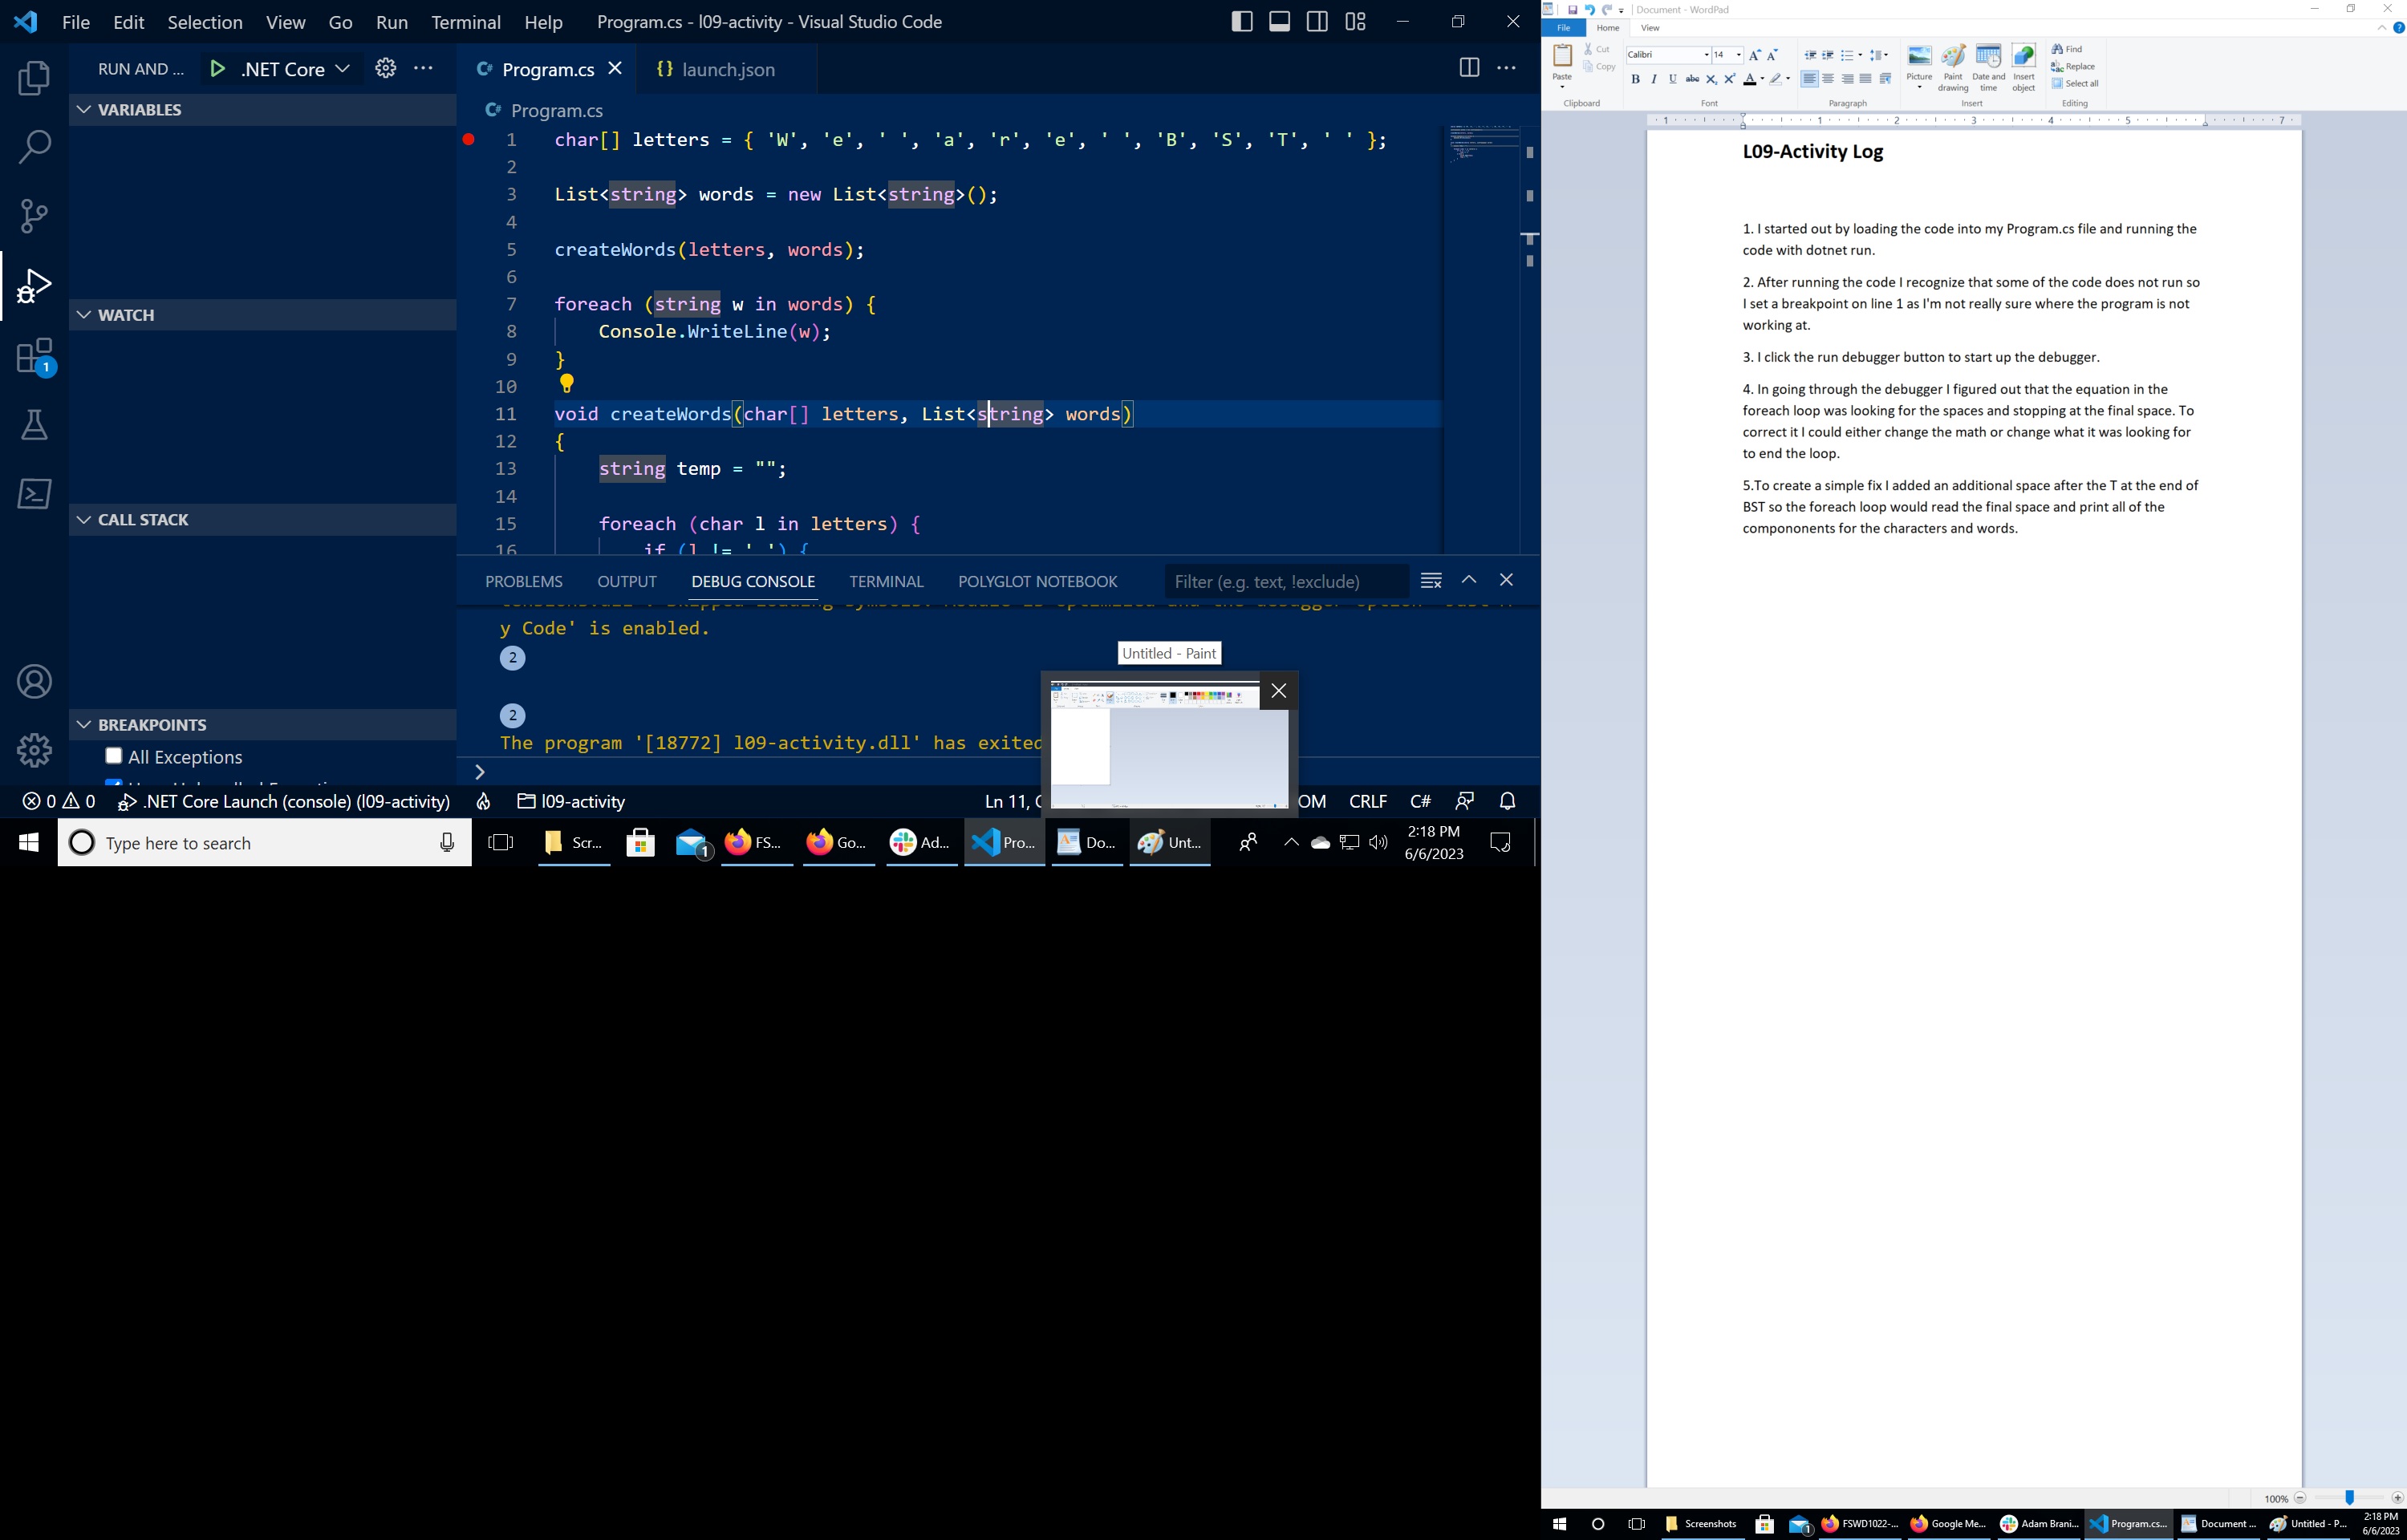 File Edit Selection View Go Run Terminal Help Program.cs - l09-activity - Visual Studio Code
RUN AND ... .NET Core
Program.cs
launch.json
VARIABLES
Program.cs
1 char[] letters = { 'W', 'e', ' ', 'a', 'r', 'e', ' ', 'B', 'S', 'T', ' ' };
2
3 List<string> words = new List<string>();
4
5 createWords(letters, words);
6
7 foreach (string w in words) {
8 Console.WriteLine(w);
9 }
10
11 void createWords(char[] letters, List<string> words)
12 {
13 string temp = "";
14
15 foreach (char l in letters) {
16 if (l != ' ') {
WATCH
CALL STACK
BREAKPOINTS
All Exceptions
1
PROBLEMS OUTPUT DEBUG CONSOLE TERMINAL POLYGLOT NOTEBOOK Filter (e.g. text, !exclude)
y Code' is enabled.
2
2
The program '[18772] l09-activity.dll' has exited
Untitled - Paint
0 0 .NET Core Launch (console) (l09-activity) l09-activity Ln 11, OM CRLF C#
Type here to search
Scr... 1 FS... Go... Ad... Pro... Do... Unt...
2:18 PM
6/6/2023
Document - WordPad
File Home View
Paste
Cut
Copy
Clipboard
Calibri 14
B I U abc X₂ X² A
Font
Paragraph
Picture
Paint drawing
Date and time
Insert object
Insert
Find
Replace
Select all
Editing
1 1 2 3 4 5 7
L09-Activity Log
1. I started out by loading the code into my Program.cs file and running the
code with dotnet run.
2. After running the code I recognize that some of the code does not run so
I set a breakpoint on line 1 as I'm not really sure where the program is not
working at.
3. I click the run debugger button to start up the debugger.
4. In going through the debugger I figured out that the equation in the
foreach loop was looking for the spaces and stopping at the final space. To
correct it I could either change the math or change what it was looking for
to end the loop.
5.To create a simple fix I added an additional space after the T at the end of
BST so the foreach loop would read the final space and print all of the
compononents for the characters and words.
100%
Screenshots 1 FSWD1022-... Google Me... Adam Brani... Program.cs... Document ... Untitled - P...
2:18 PM
6/6/2023